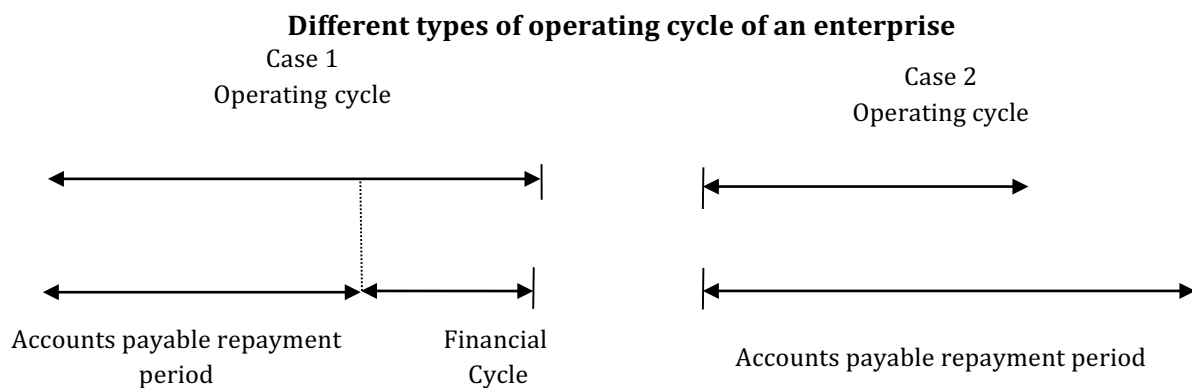 Different types of operating cycle of an enterprise
Case 1
Operating cycle
Case 2
Operating cycle
Accounts payable repayment
period
Financial
Cycle
Accounts payable repayment period